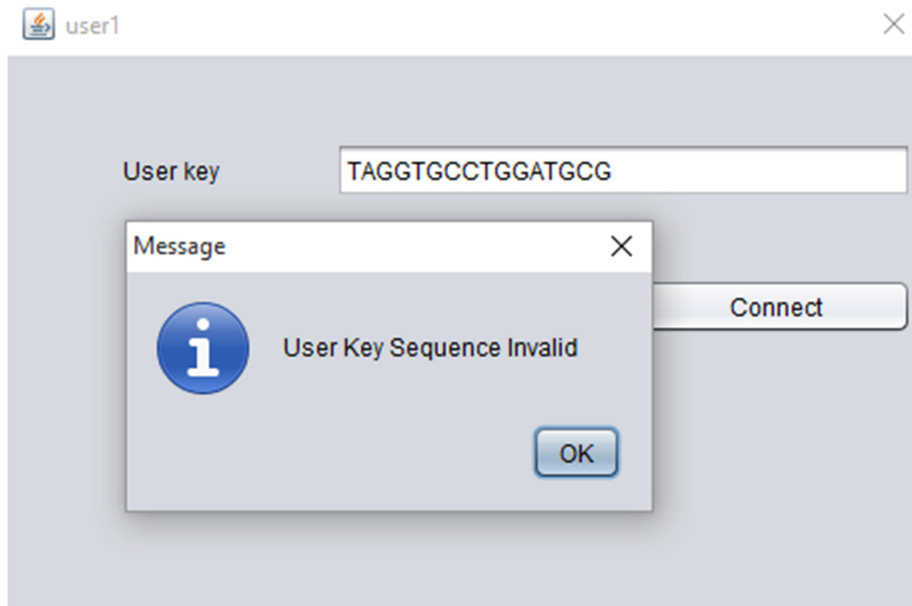 user1
User key
TAGGTGCCTGGATGCG
Message
User Key Sequence Invalid
Connect
OK